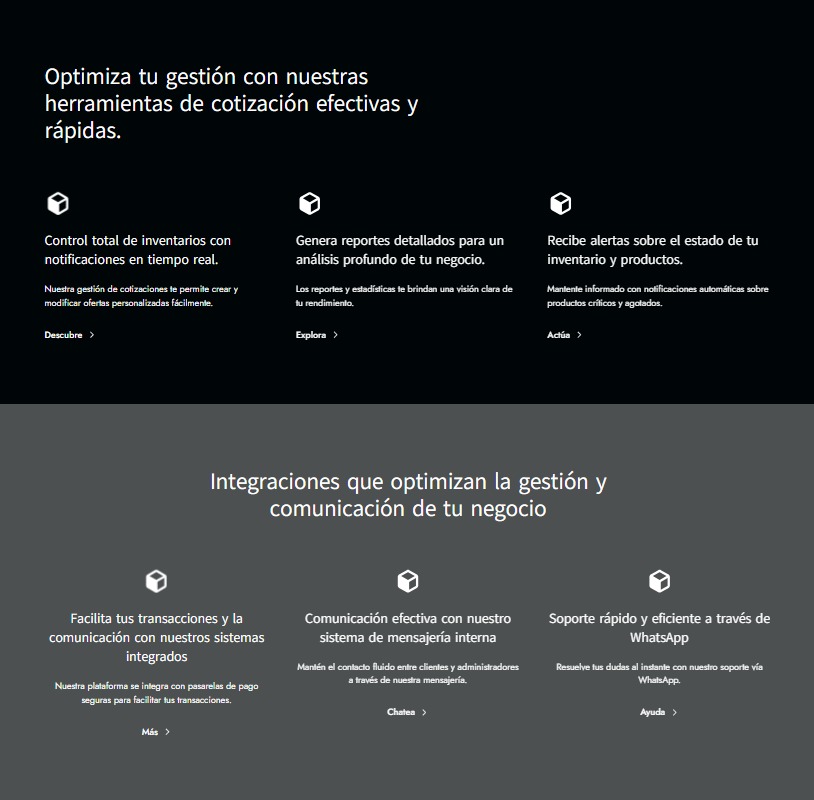 Optimiza tu gestión con nuestras
herramientas de cotización efectivas y
rápidas.
Control total de inventarios con
notificaciones en tiempo real.
Nuestra gestión de cotizaciones te permite crear y
modificar ofertas personalizadas fácilmente.
Descubre
Genera reportes detallados para un
análisis profundo de tu negocio.
Los reportes y estadísticas te brindan una visión clara de
tu rendimiento.
Explora
Recibe alertas sobre el estado de tu
inventario y productos.
Mantente informado con notificaciones automáticas sobre
productos críticos y agotados.
Actúa
Integraciones que optimizan la gestión y
comunicación de tu negocio
Facilita tus transacciones y la
comunicación con nuestros sistemas
integrados
Nuestra plataforma se integra con pasarelas de pago
seguras para facilitar tus transacciones.
Más
Comunicación efectiva con nuestro
sistema de mensajería interna
Mantén el contacto fluido entre clientes y administradores
a través de nuestra mensajería.
Chatea
Soporte rápido y eficiente a través de
WhatsApp
Resuelve tus dudas al instante con nuestro soporte vía
WhatsApp.
Ayuda